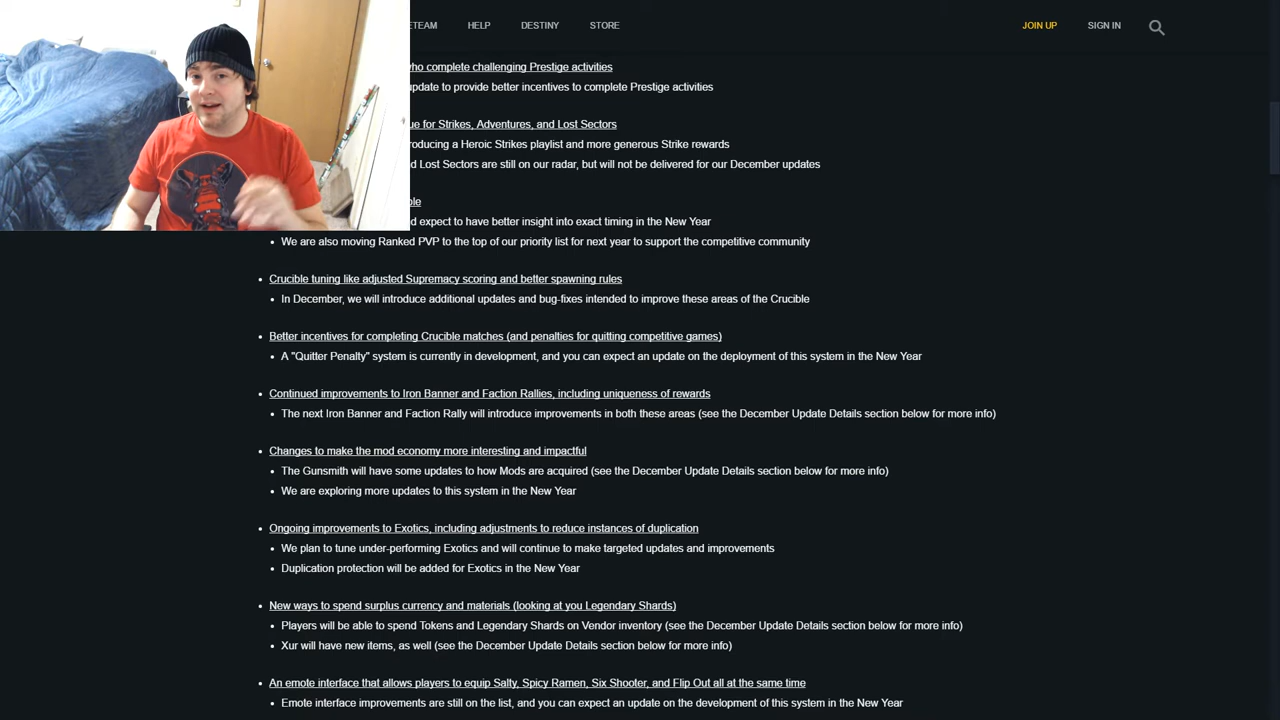 ETEAM HELP DESTINY STORE JOIN UP SIGN IN
who complete challenging Prestige activities
update to provide better incentives to complete Prestige activities
ue for Strikes, Adventures, and Lost Sectors
roducing a Heroic Strikes playlist and more generous Strike rewards
d Lost Sectors are still on our radar, but will not be delivered for our December updates
ble
d expect to have better insight into exact timing in the New Year
• We are also moving Ranked PVP to the top of our priority list for next year to support the competitive community
• Crucible tuning like adjusted Supremacy scoring and better spawning rules
• In December, we will introduce additional updates and bug-fixes intended to improve these areas of the Crucible
• Better incentives for completing Crucible matches (and penalties for quitting competitive games)
• A "Quitter Penalty" system is currently in development, and you can expect an update on the deployment of this system in the New Year
• Continued improvements to Iron Banner and Faction Rallies, including uniqueness of rewards
• The next Iron Banner and Faction Rally will introduce improvements in both these areas (see the December Update Details section below for more info)
• Changes to make the mod economy more interesting and impactful
• The Gunsmith will have some updates to how Mods are acquired (see the December Update Details section below for more info)
• We are exploring more updates to this system in the New Year
• Ongoing improvements to Exotics, including adjustments to reduce instances of duplication
• We plan to tune under-performing Exotics and will continue to make targeted updates and improvements
• Duplication protection will be added for Exotics in the New Year
• New ways to spend surplus currency and materials (looking at you Legendary Shards)
• Players will be able to spend Tokens and Legendary Shards on Vendor inventory (see the December Update Details section below for more info)
• Xur will have new items, as well (see the December Update Details section below for more info)
• An emote interface that allows players to equip Salty, Spicy Ramen, Six Shooter, and Flip Out all at the same time
• Emote interface improvements are still on the list, and you can expect an update on the development of this system in the New Year